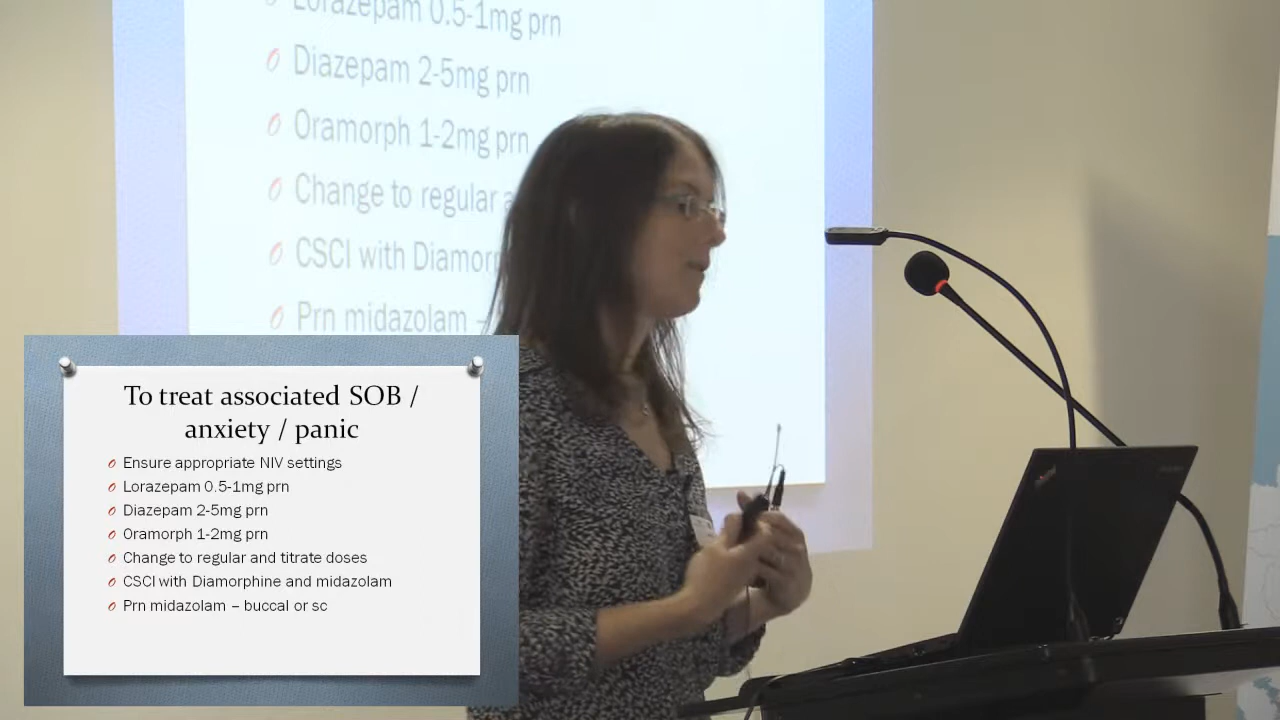 Lorazepam 0.5-1mg prn
Diazepam 2-5mg prn
Oramorph 1-2mg prn
Change to regular
CSCI with Diamorp
Prn midazolam –
To treat associated SOB /
anxiety / panic
Ensure appropriate NIV settings
Lorazepam 0.5-1mg prn
Diazepam 2-5mg prn
Oramorph 1-2mg prn
Change to regular and titrate doses
CSCI with Diamorphine and midazolam
Prn midazolam – buccal or sc